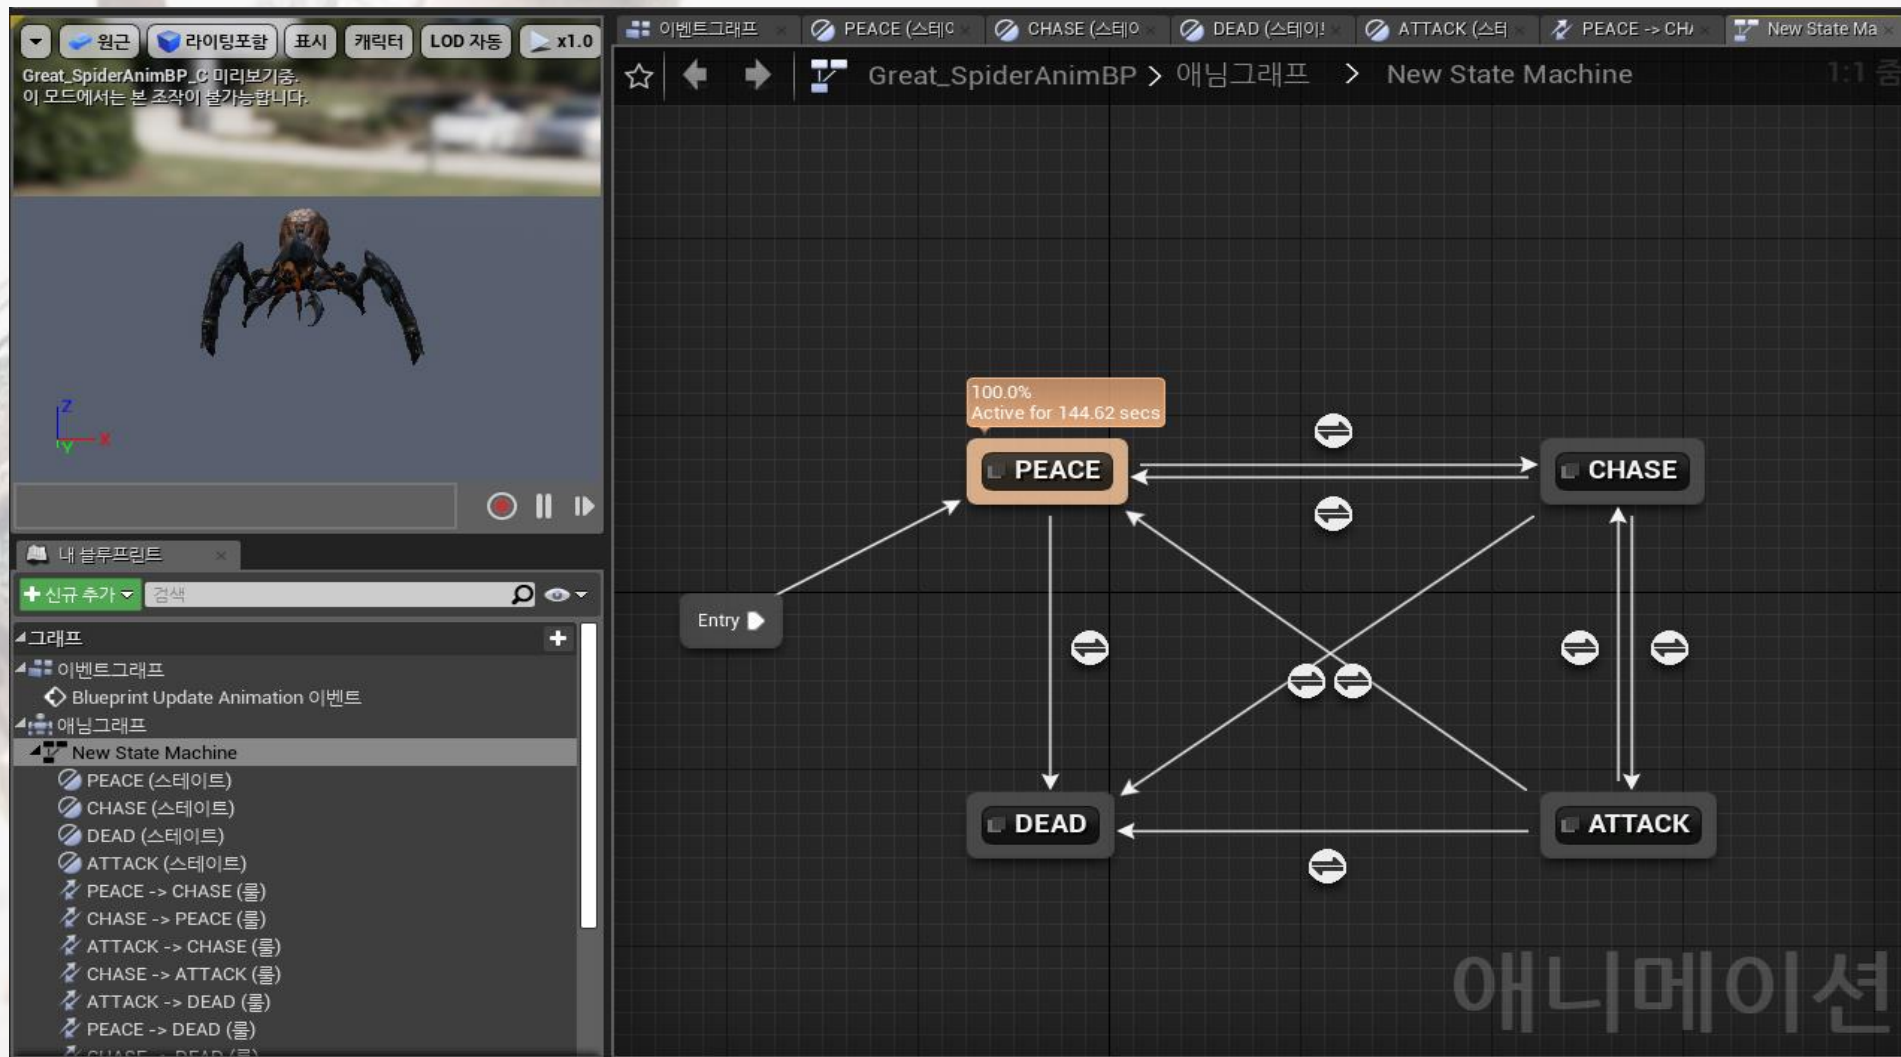 원근
라이팅포함
표시
캐릭터
LOD 자동
x1.0
Great_SpiderAnimBP_C 미리보기중.
이 모드에서는 본 조작이 불가능합니다.
Z
X
Y
내 블루프린트
신규 추가
검색
그래프
이벤트그래프
Blueprint Update Animation 이벤트
애님그래프
New State Machine
PEACE (스테이트)
CHASE (스테이트)
DEAD (스테이트)
ATTACK (스테이트)
PEACE -> CHASE (룰)
CHASE -> PEACE (룰)
ATTACK -> CHASE (룰)
CHASE -> ATTACK (룰)
ATTACK -> DEAD (룰)
PEACE -> DEAD (룰)
CHASE -> DEAD (룰)
이벤트그래프
PEACE (스테이
CHASE (스테이
DEAD (스테이!
ATTACK (스테
PEACE -> CHA
New State Ma
Great_SpiderAnimBP > 애님그래프 > New State Machine
1:1 줌
100.0%
Active for 144.62 secs
PEACE
CHASE
Entry
DEAD
ATTACK
애니메이션